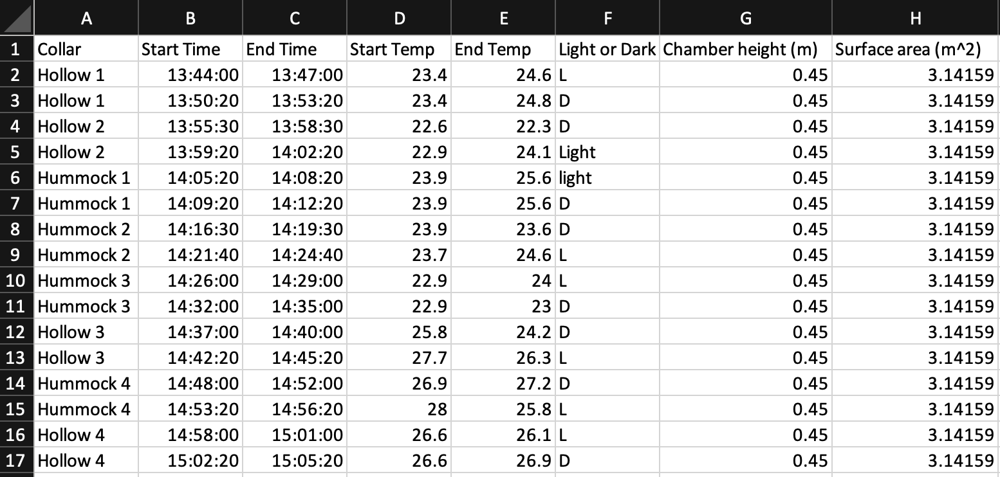 A B C D E F G H
1 Collar Start Time End Time Start Temp End Temp Light or Dark Chamber height (m) Surface area (m^2)
2 Hollow 1 13:44:00 13:47:00 23.4 24.6 L 0.45 3.14159
3 Hollow 1 13:50:20 13:53:20 23.4 24.8 D 0.45 3.14159
4 Hollow 2 13:55:30 13:58:30 22.6 22.3 D 0.45 3.14159
5 Hollow 2 13:59:20 14:02:20 22.9 24.1 Light 0.45 3.14159
6 Hummock 1 14:05:20 14:08:20 23.9 25.6 light 0.45 3.14159
7 Hummock 1 14:09:20 14:12:20 23.9 25.6 D 0.45 3.14159
8 Hummock 2 14:16:30 14:19:30 23.9 23.6 D 0.45 3.14159
9 Hummock 2 14:21:40 14:24:40 23.7 24.6 L 0.45 3.14159
10 Hummock 3 14:26:00 14:29:00 22.9 24 L 0.45 3.14159
11 Hummock 3 14:32:00 14:35:00 22.9 23 D 0.45 3.14159
12 Hollow 3 14:37:00 14:40:00 25.8 24.2 D 0.45 3.14159
13 Hollow 3 14:42:20 14:45:20 27.7 26.3 L 0.45 3.14159
14 Hummock 4 14:48:00 14:52:00 26.9 27.2 D 0.45 3.14159
15 Hummock 4 14:53:20 14:56:20 28 25.8 L 0.45 3.14159
16 Hollow 4 14:58:00 15:01:00 26.6 26.1 L 0.45 3.14159
17 Hollow 4 15:02:20 15:05:20 26.6 26.9 D 0.45 3.14159